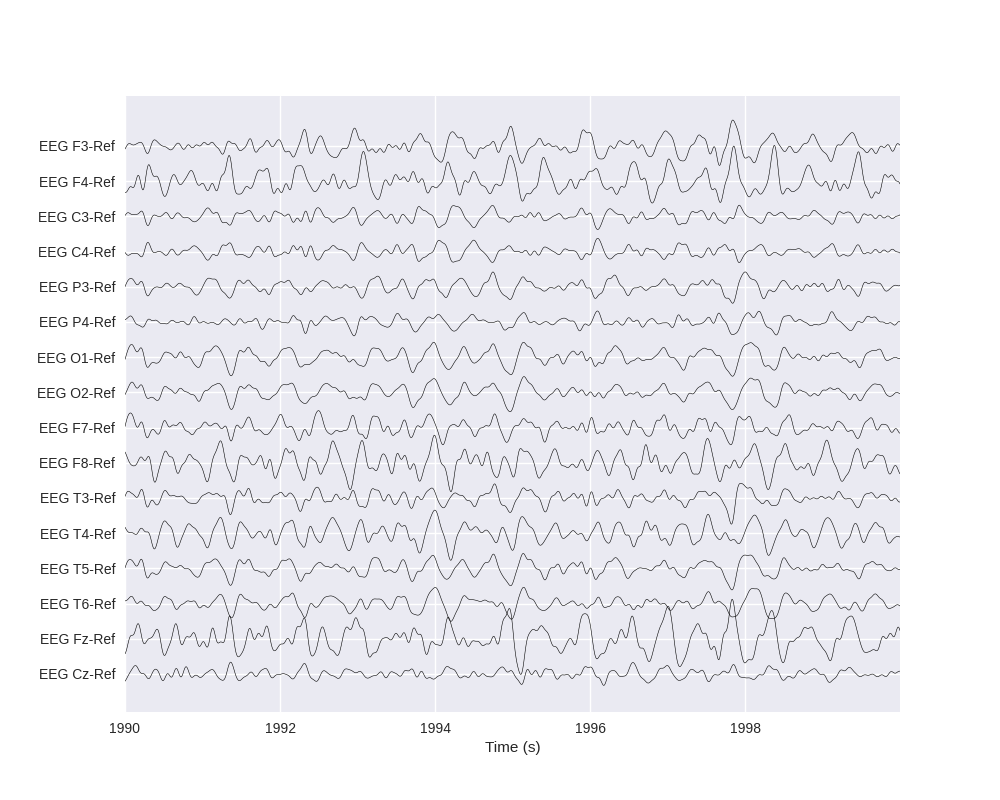 EEG F3-Ref
EEG F4-Ref
EEG C3-Ref
EEG C4-Ref
EEG P3-Ref
EEG P4-Ref
EEG O1-Ref
EEG O2-Ref
EEG F7-Ref
EEG F8-Ref
EEG T3-Ref
EEG T4-Ref
EEG T5-Ref
EEG T6-Ref
EEG Fz-Ref
EEG Cz-Ref
1990 1992 1994 1996 1998
Time (s)